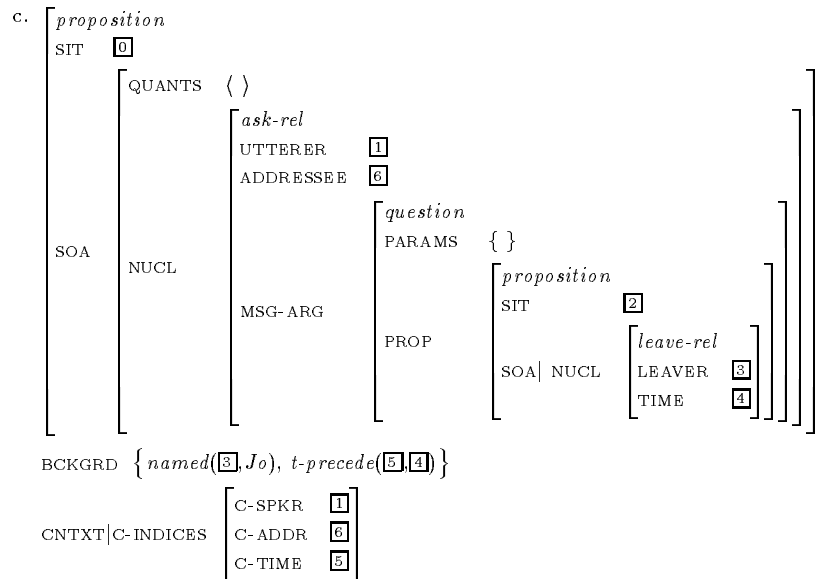 c. proposition
SIT 0
QUANTS ⟨ ⟩
ask-rel
UTTERER 1
ADDRESSEE 6
question
PARAMS { }
SOA NUCL
proposition
SIT 2
MSG-ARG
PROP
leave-rel
SOA| NUCL LEAVER 3
TIME 4
BCKGRD {named(3,Jo), t-precede(5,4)}
C-SPKR 1
CNTXT|C-INDICES C-ADDR 6
C-TIME 5